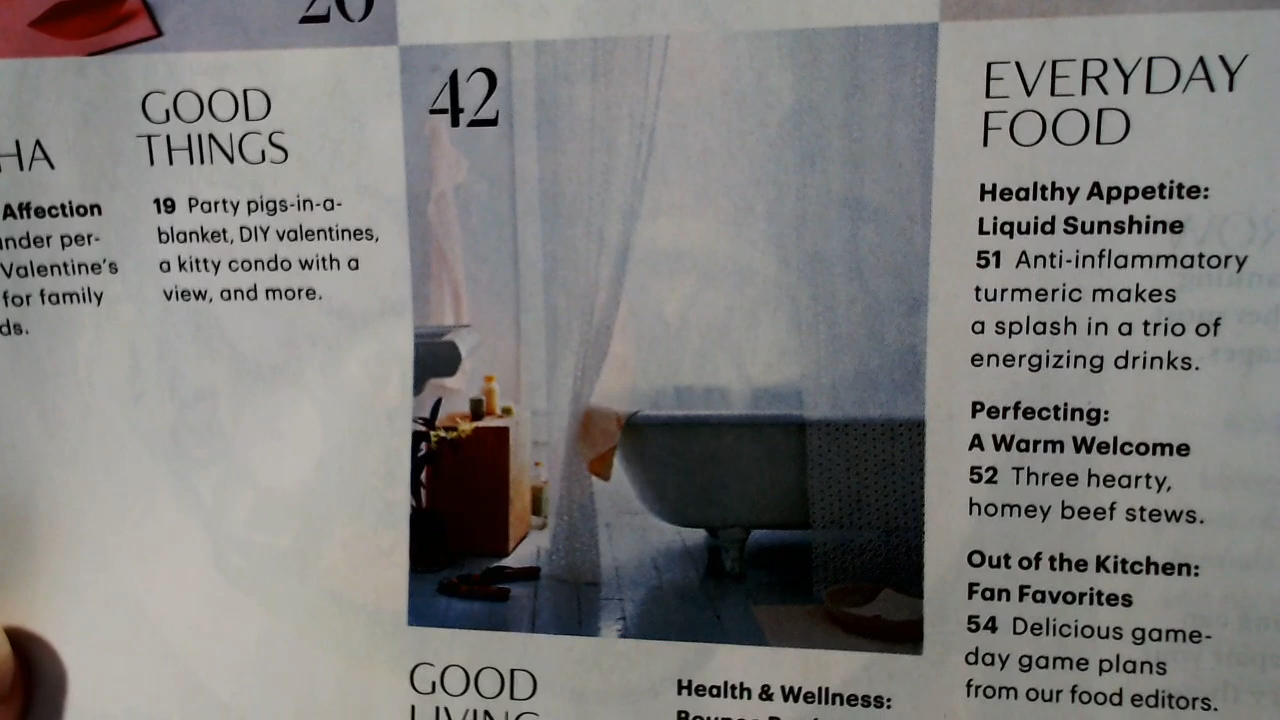 26
HA
Affection
Valentine's
for family
GOOD
THINGS
19 Party pigs-in-a-
blanket, DIY valentines,
a kitty condo with a
view, and more.
42
GOOD
LIVING
Health & Wellness:
EVERYDAY
FOOD
Healthy Appetite:
Liquid Sunshine
51 Anti-inflammatory
turmeric makes
a splash in a trio of
energizing drinks.
Perfecting:
A Warm Welcome
52 Three hearty,
homey beef stews.
Out of the Kitchen:
Fan Favorites
54 Delicious game-
day game plans
from our food editors.